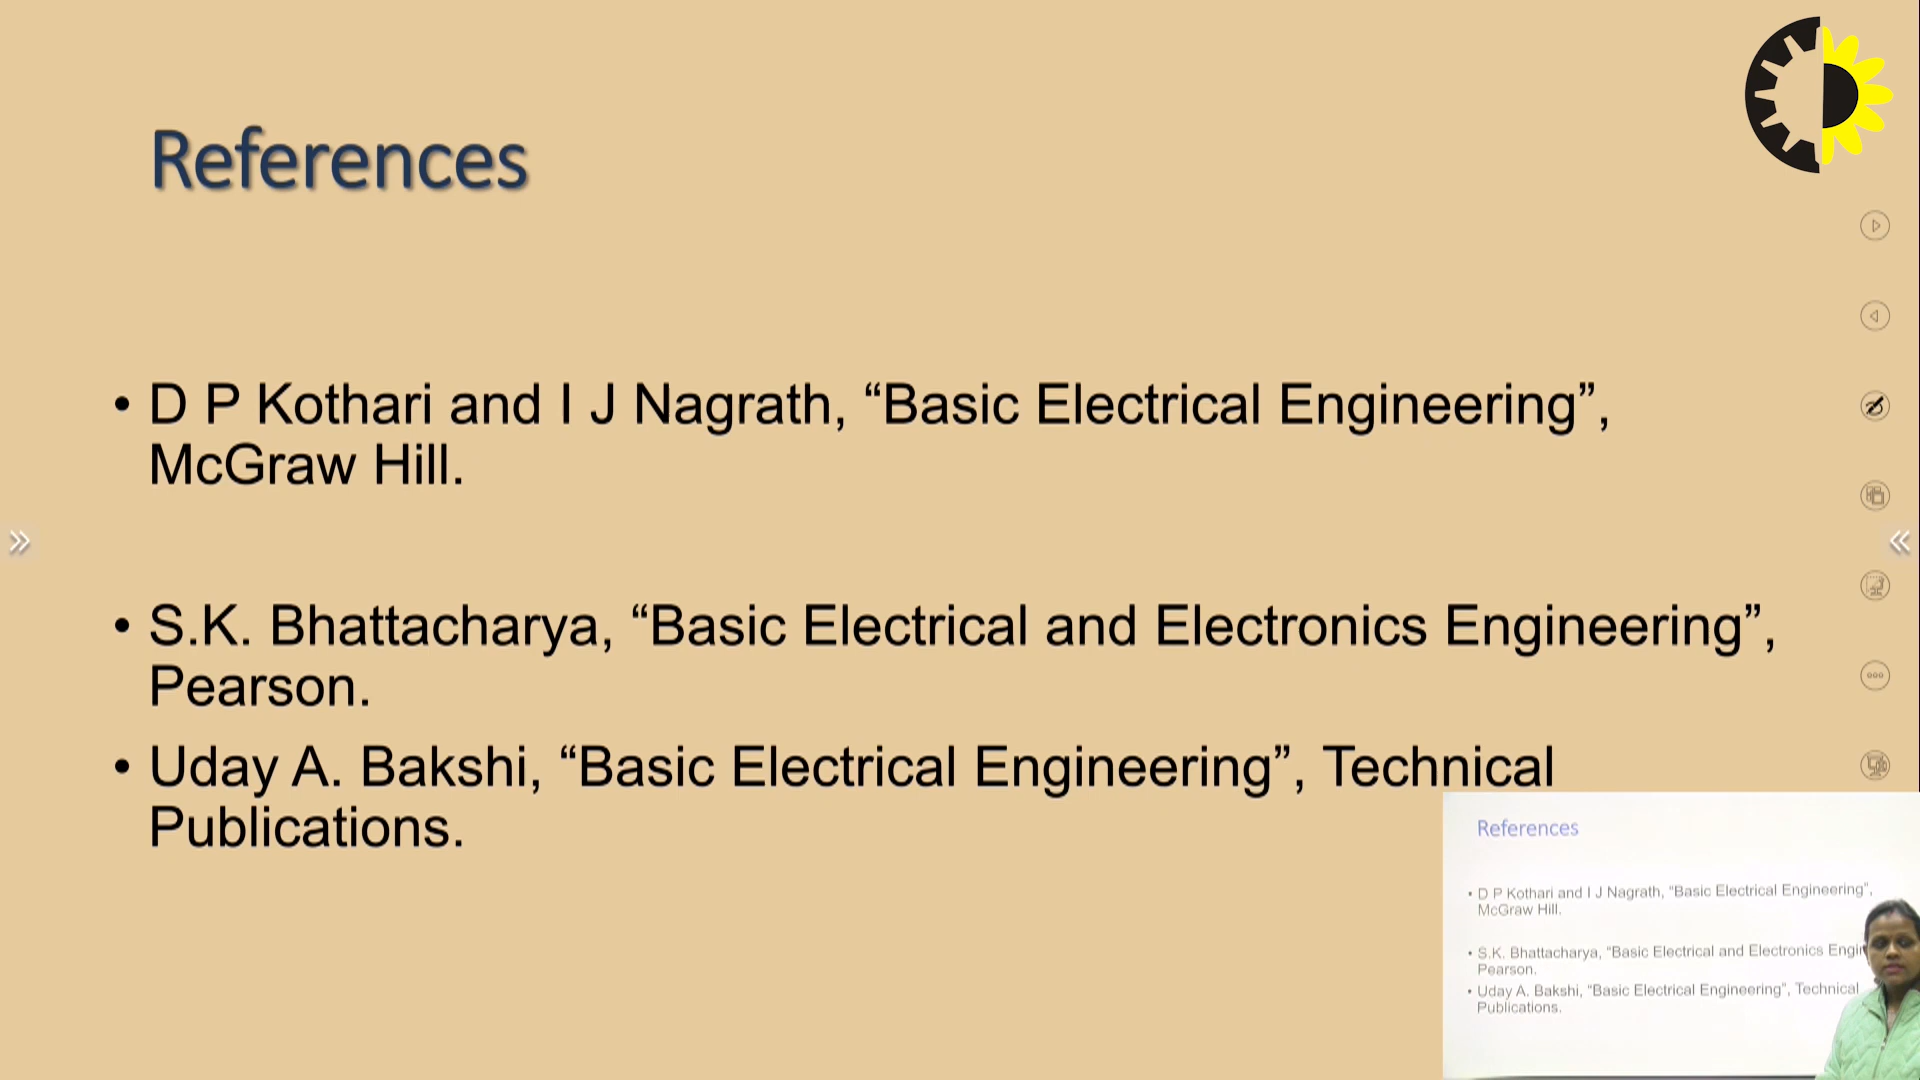 References
• D P Kothari and I J Nagrath, “Basic Electrical Engineering”,
McGraw Hill.
• S.K. Bhattacharya, “Basic Electrical and Electronics Engineering”,
Pearson.
• Uday A. Bakshi, “Basic Electrical Engineering”, Technical
Publications.
References
• D P Kothari and I J Nagrath, “Basic Electrical Engineering”,
McGraw Hill.
• S.K. Bhattacharya, “Basic Electrical and Electronics Engin
Pearson.
• Uday A. Bakshi, “Basic Electrical Engineering”, Technical
Publications.